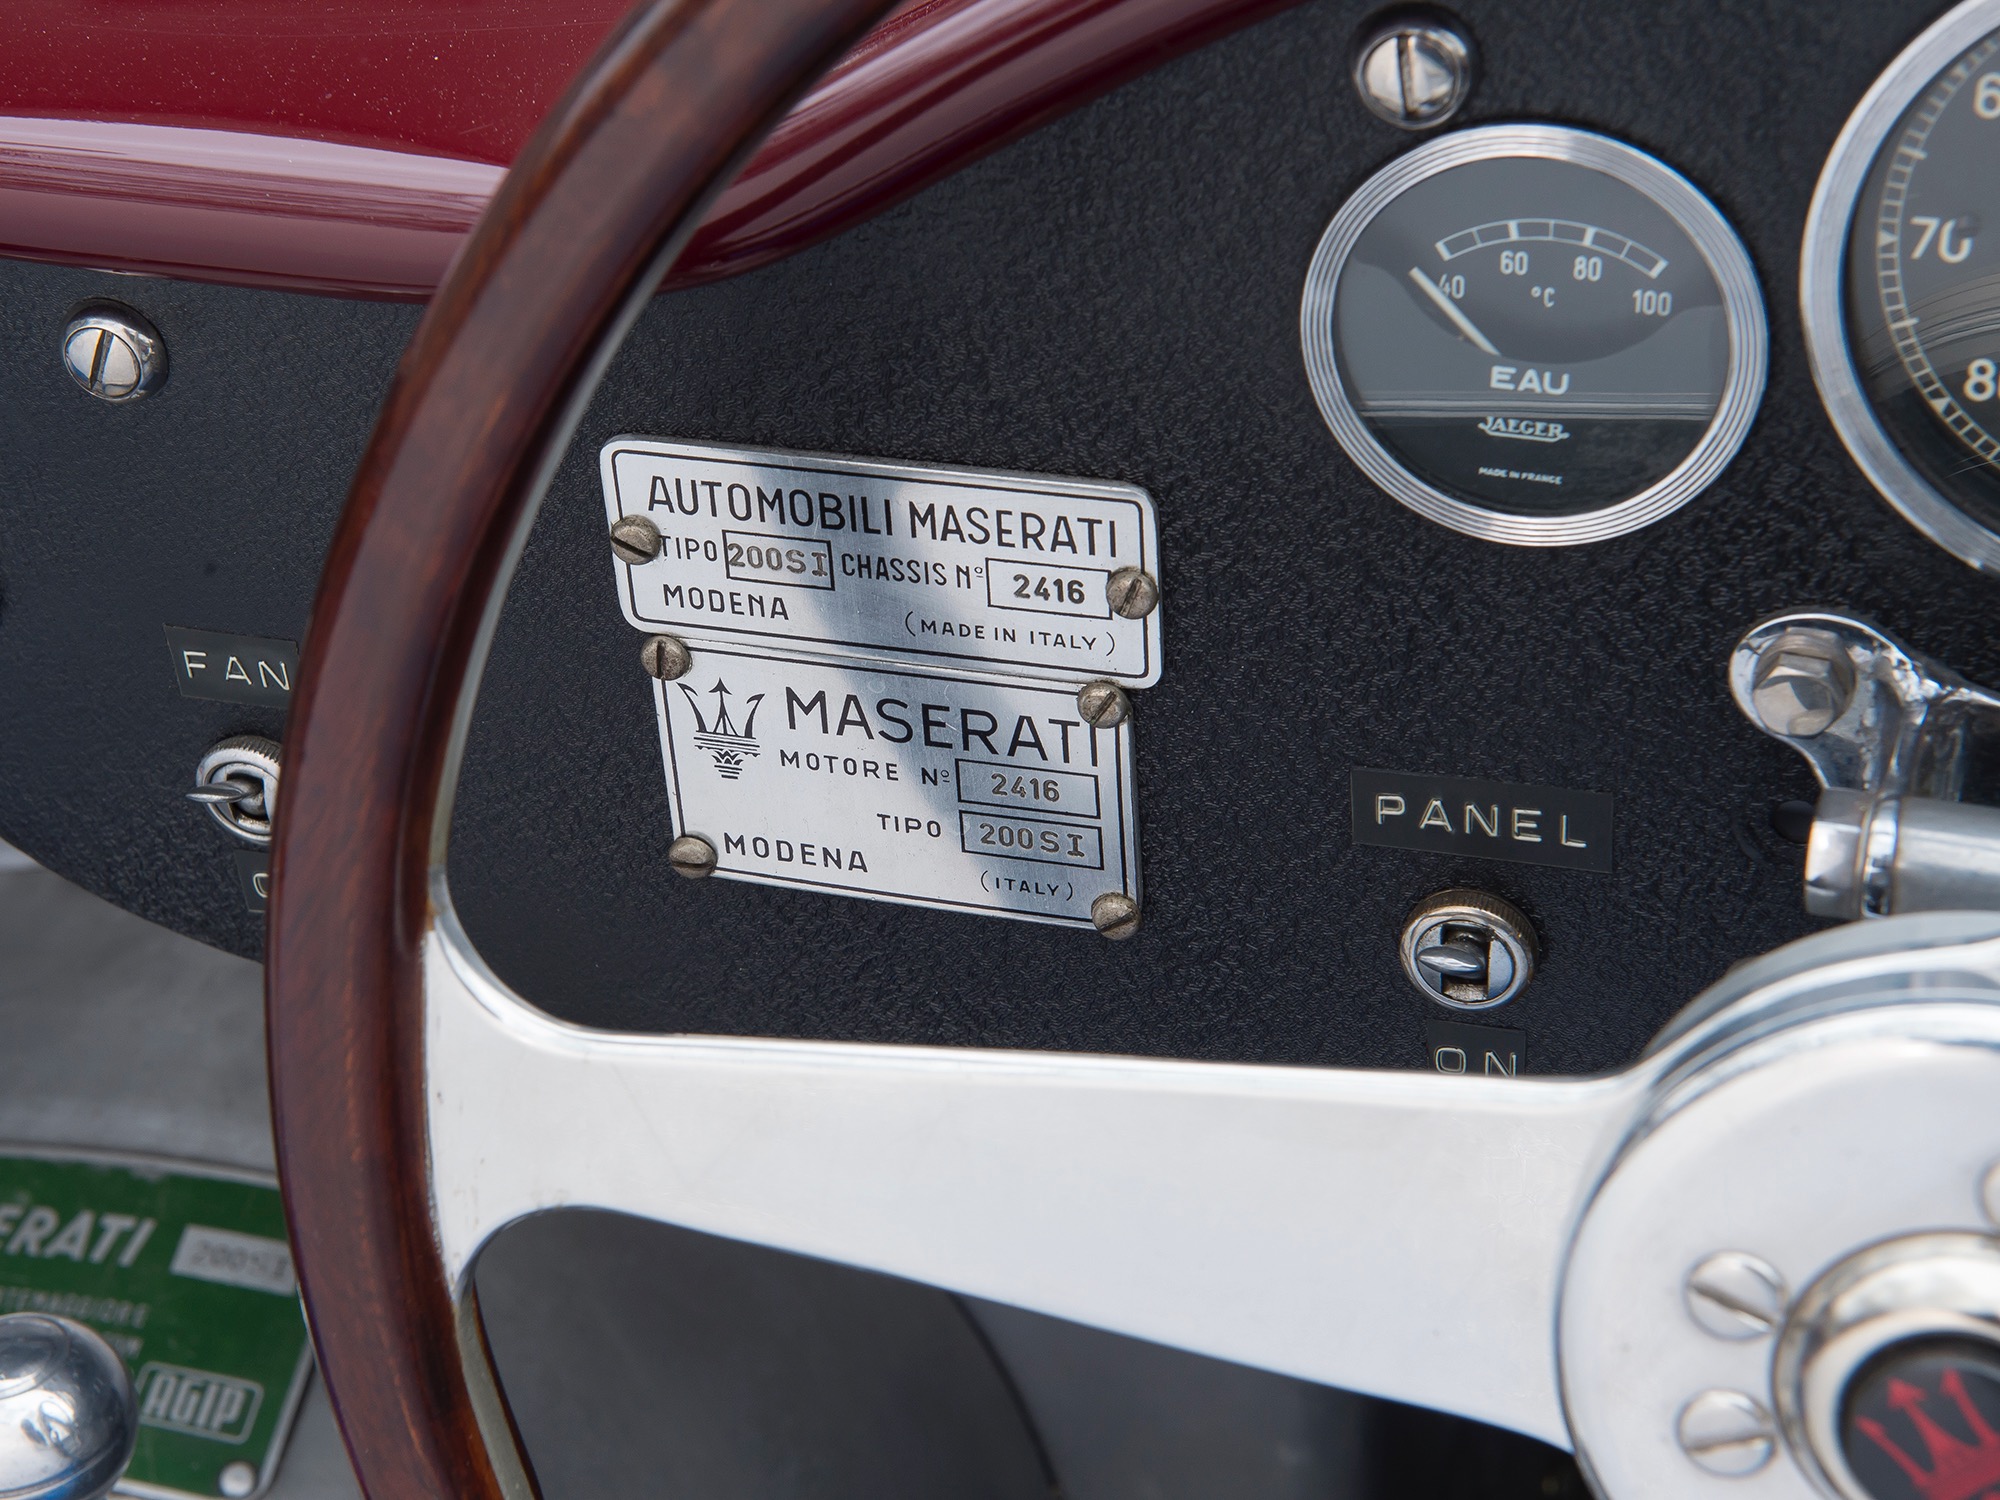 60 80
40 100
°C
EAU
JAEGER
MADE IN FRANCE
70
AUTOMOBILI MASERATI
TIPO 200SI CHASSIS Nº 2416
MODENA (MADE IN ITALY)
MASERATI
MOTORE Nº 2416
TIPO 200SI
MODENA
(ITALY)
FAN
PANEL
ON
ERATI 200SI
AGIP